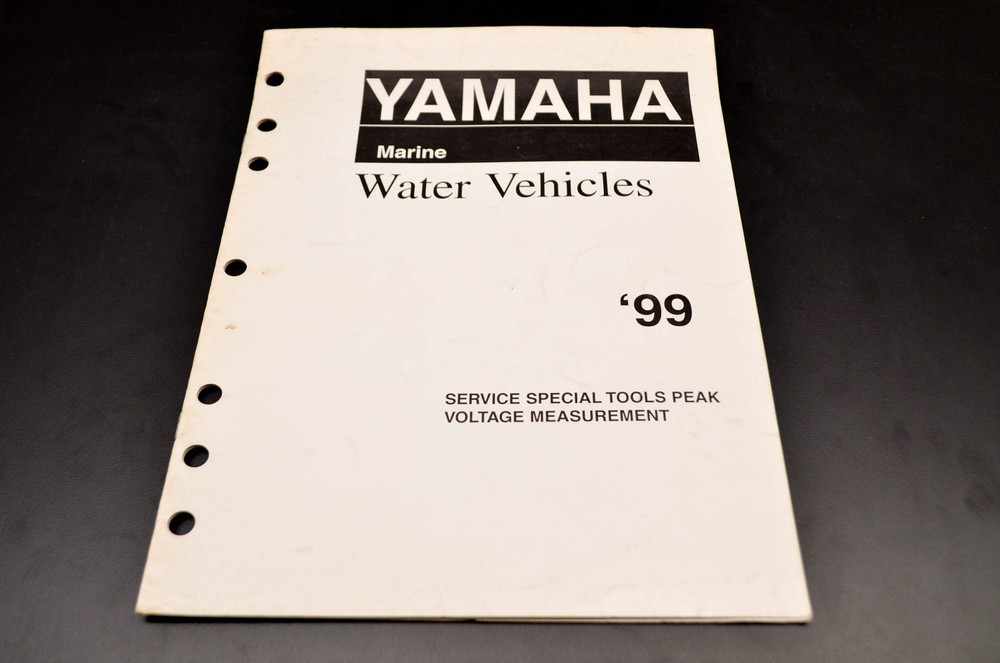 YAMAHA
Marine
Water Vehicles
‘99
SERVICE SPECIAL TOOLS PEAK
VOLTAGE MEASUREMENT